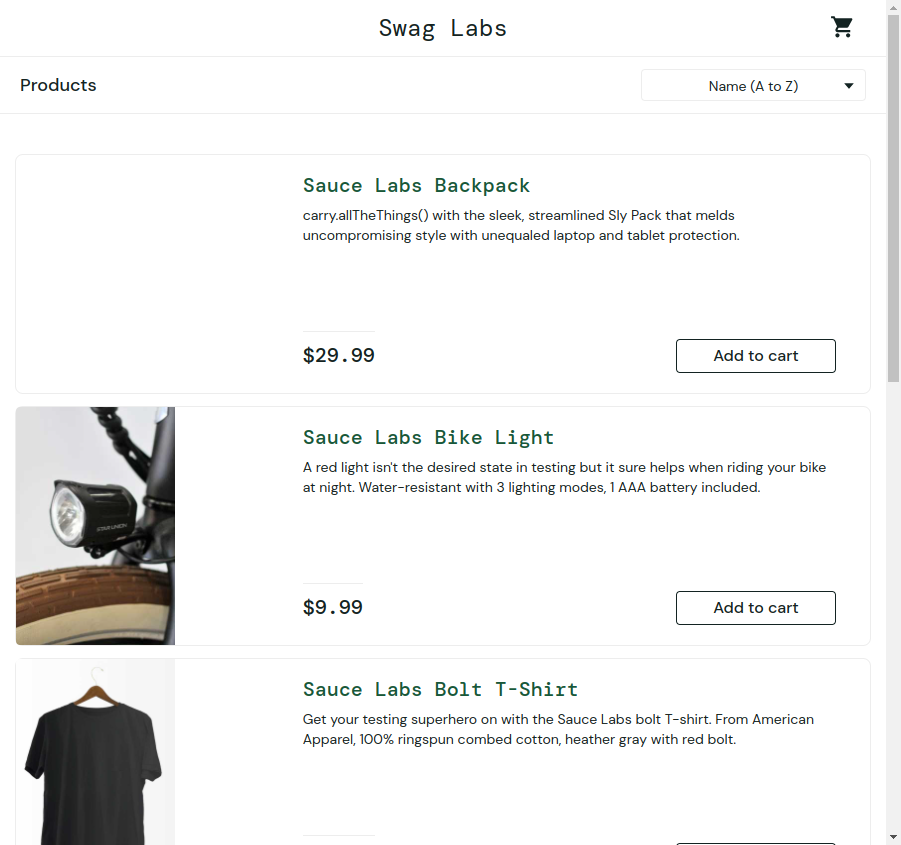 Swag Labs
Products
Name (A to Z)
Sauce Labs Backpack
carry.allTheThings() with the sleek, streamlined Sly Pack that melds
uncompromising style with unequaled laptop and tablet protection.
$29.99
Add to cart
Sauce Labs Bike Light
A red light isn't the desired state in testing but it sure helps when riding your bike
at night. Water-resistant with 3 lighting modes, 1 AAA battery included.
$9.99
Add to cart
Sauce Labs Bolt T-Shirt
Get your testing superhero on with the Sauce Labs bolt T-shirt. From American
Apparel, 100% ringspun combed cotton, heather gray with red bolt.